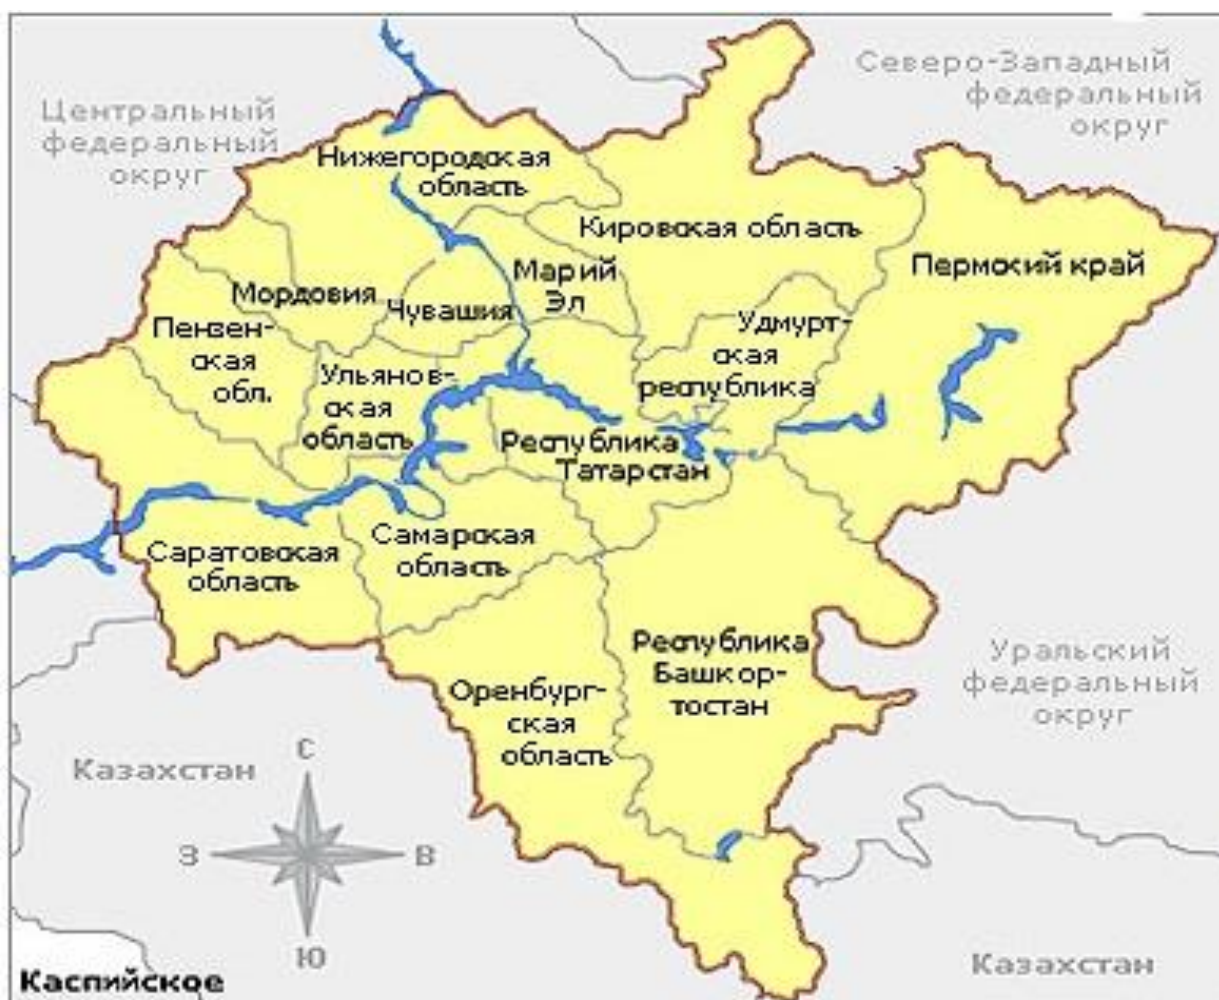 Северо-Западный
федеральный
округ
Центральный
федеральный
округ
Нижегородская
область
Кировская область
Пермский край
Марий
Эл
Мордовия
Чувашия
Пензен-
ская
обл.
Удмурт-
ская
республика
Ульянов-
ская
область
Республика
Татарстан
Самарская
область
Саратовская
область
Республика
Башкор-
тостан
Уральский
федеральный
округ
Оренбург-
ская
область
Казахстан
С
З
В
Ю
Казахстан
Каспийское